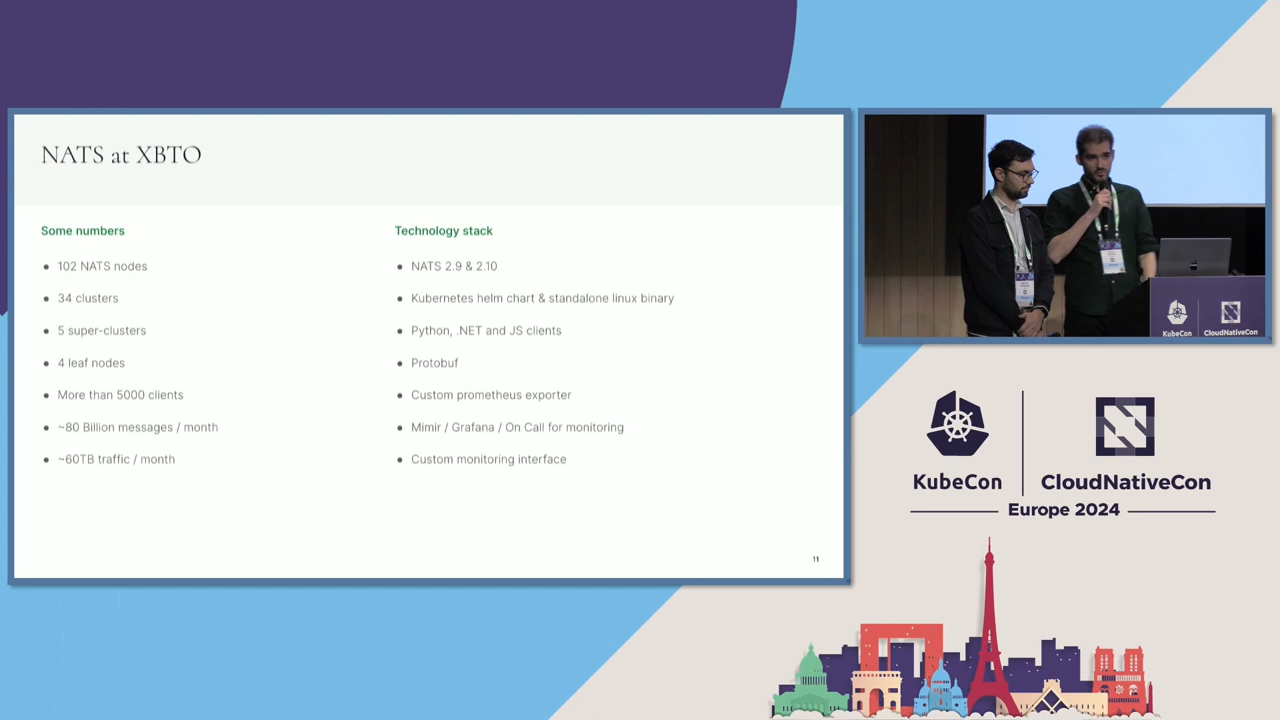 NATS at XBTO
Some numbers
• 102 NATS nodes
• 34 clusters
• 5 super-clusters
• 4 leaf nodes
• More than 5000 clients
• ~80 Billion messages / month
• ~60TB traffic / month
Technology stack
• NATS 2.9 & 2.10
• Kubernetes helm chart & standalone linux binary
• Python, .NET and JS clients
• Protobuf
• Custom prometheus exporter
• Mimir / Grafana / On Call for monitoring
• Custom monitoring interface
11
KubeCon
CloudNativeCon
KubeCon
CloudNativeCon
Europe 2024